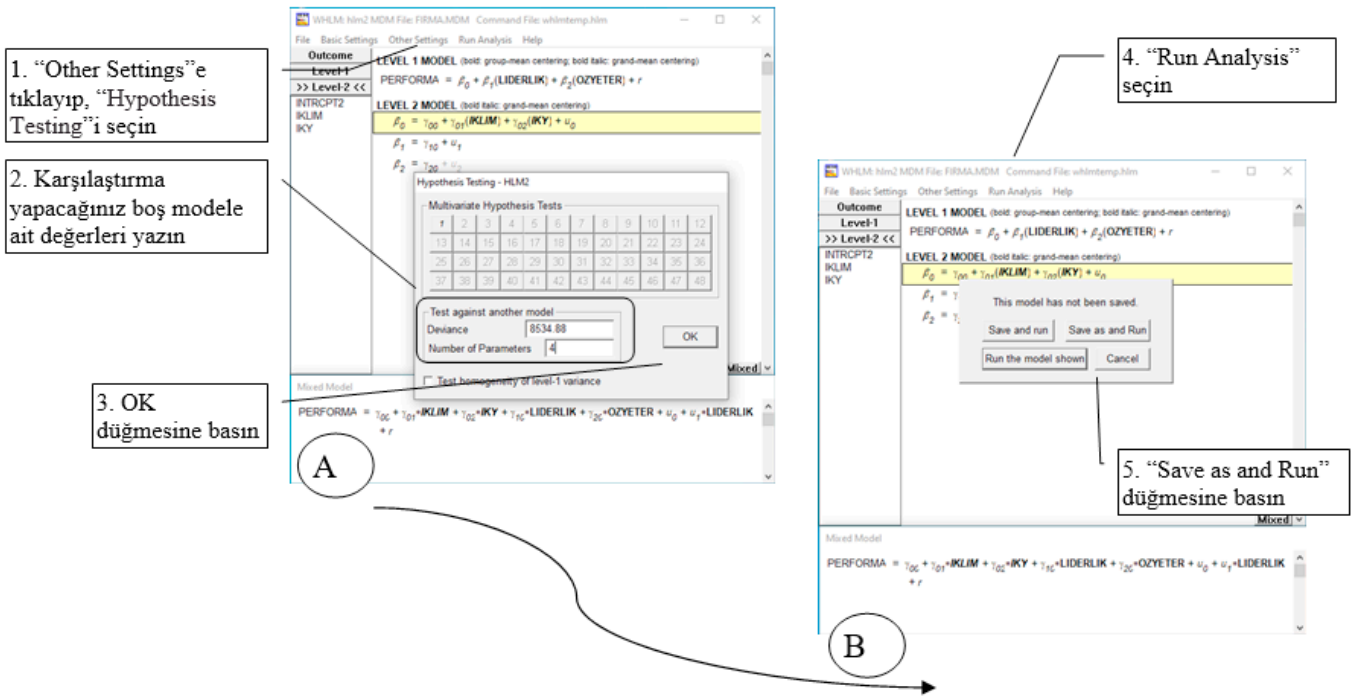 1. “Other Settings”e
tıklayıp, “Hypothesis
Testing”i seçin
2. Karşılaştırma
yapacağınız boş modele
ait değerleri yazın
3. OK
düğmesine basın
WHLM: hlm2 MDM File: FIRMA.MDM Command File: whlmtemp.hlm
File Basic Settings Other Settings Run Analysis Help
Outcome
Level-1
>> Level-2 <<
INTRCPT2
IKLIM
IKY
LEVEL 1 MODEL (bold: group-mean centering; bold italic: grand-mean centering)
PERFORMA = β0 + β1(LIDERLIK) + β2(OZYETER) + r
LEVEL 2 MODEL (bold italic: grand-mean centering)
β0 = γ00 + γ01(IKLIM) + γ02(IKY) + u0
β1 = γ10 + u1
β2 = γ20 + u2
Hypothesis Testing - HLM2
Multivariate Hypothesis Tests
1 2 3 4 5 6 7 8 9 10 11 12
13 14 15 16 17 18 19 20 21 22 23 24
25 26 27 28 29 30 31 32 33 34 35 36
37 38 39 40 41 42 43 44 45 46 47 48
Test against another model
Deviance 8534.88
Number of Parameters 4
OK
Test homogeneity of level-1 variance
Mixed
Mixed Model
PERFORMA = γ00 + γ01*IKLIM + γ02*IKY + γ10*LIDERLIK + γ20*OZYETER + u0 + u1*LIDERLIK
+ r
A
4. “Run Analysis”
seçin
WHLM: hlm2 MDM File: FIRMA.MDM Command File: whlmtemp.hlm
File Basic Settings Other Settings Run Analysis Help
Outcome
Level-1
>> Level-2 <<
INTRCPT2
IKLIM
IKY
LEVEL 1 MODEL (bold: group-mean centering; bold italic: grand-mean centering)
PERFORMA = β0 + β1(LIDERLIK) + β2(OZYETER) + r
LEVEL 2 MODEL (bold italic: grand-mean centering)
β0 = γ00 + γ01(IKLIM) + γ02(IKY) + u0
β1 = γ
β2 = γ
This model has not been saved.
Save and run Save as and Run
Run the model shown Cancel
5. “Save as and Run”
düğmesine basın
Mixed
Mixed Model
PERFORMA = γ00 + γ01*IKLIM + γ02*IKY + γ10*LIDERLIK + γ20*OZYETER + u0 + u1*LIDERLIK
+ r
B